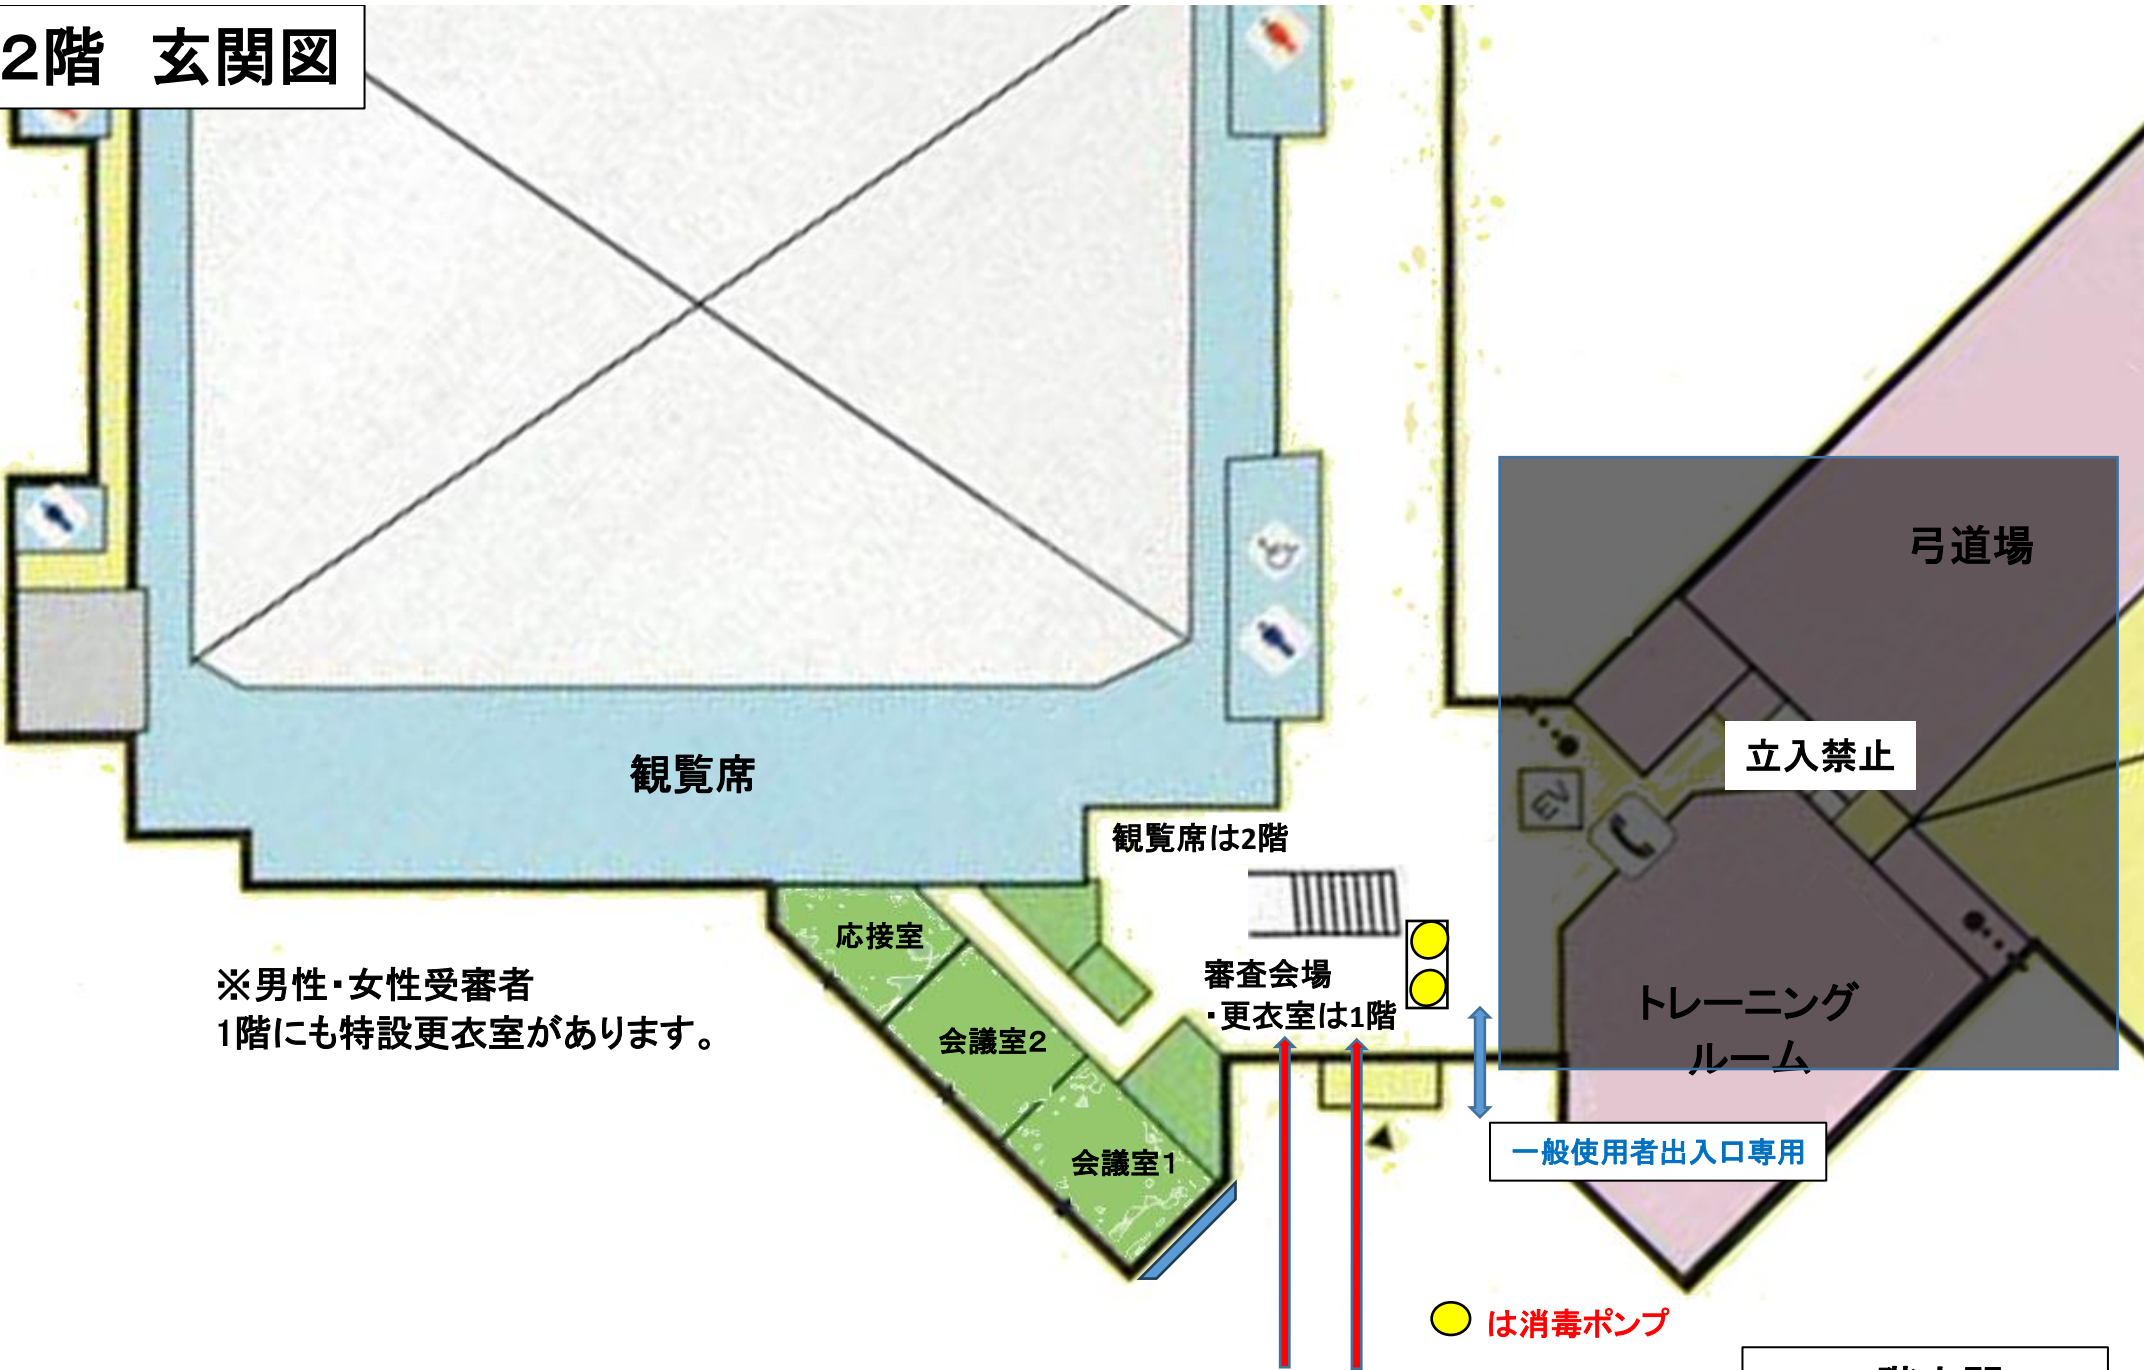 ２階　玄関図
弓道場
立入禁止
EV
観覧席
観覧席は2階
応接室
審査会場
・更衣室は1階
※男性・女性受審者
1階にも特設更衣室があります。
会議室２
トレーニング
ルーム
会議室１
一般使用者出入口専用
は消毒ポンプ